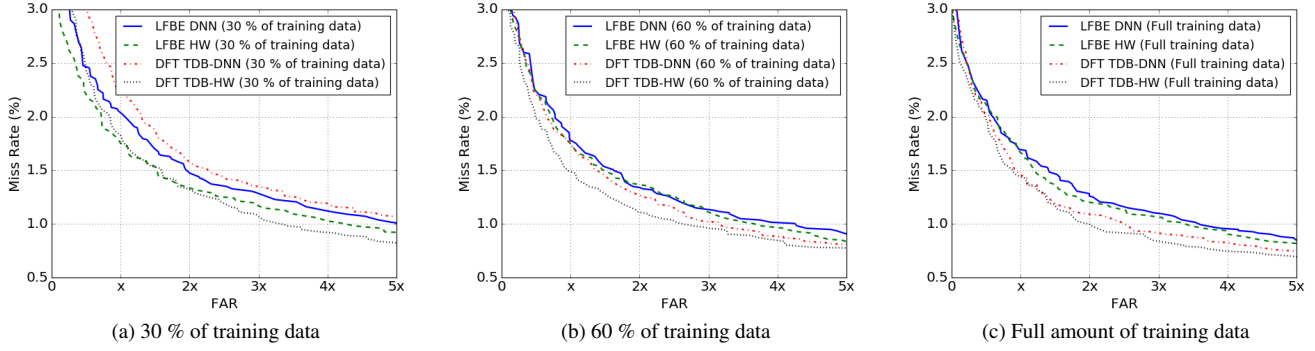 3.0
2.5
2.0
1.5
1.0
0.5
Miss Rate (%)
0 x 2x 3x 4x 5x
FAR
LFBE DNN (30 % of training data)
LFBE HW (30 % of training data)
DFT TDB-DNN (30 % of training data)
DFT TDB-HW (30 % of training data)
(a) 30 % of training data
3.0
2.5
2.0
1.5
1.0
0.5
Miss Rate (%)
0 x 2x 3x 4x 5x
FAR
LFBE DNN (60 % of training data)
LFBE HW (60 % of training data)
DFT TDB-DNN (60 % of training data)
DFT TDB-HW (60 % of training data)
(b) 60 % of training data
3.0
2.5
2.0
1.5
1.0
0.5
Miss Rate (%)
0 x 2x 3x 4x 5x
FAR
LFBE DNN (Full training data)
LFBE HW (Full training data)
DFT TDB-DNN (Full training data)
DFT TDB-HW (Full training data)
(c) Full amount of training data